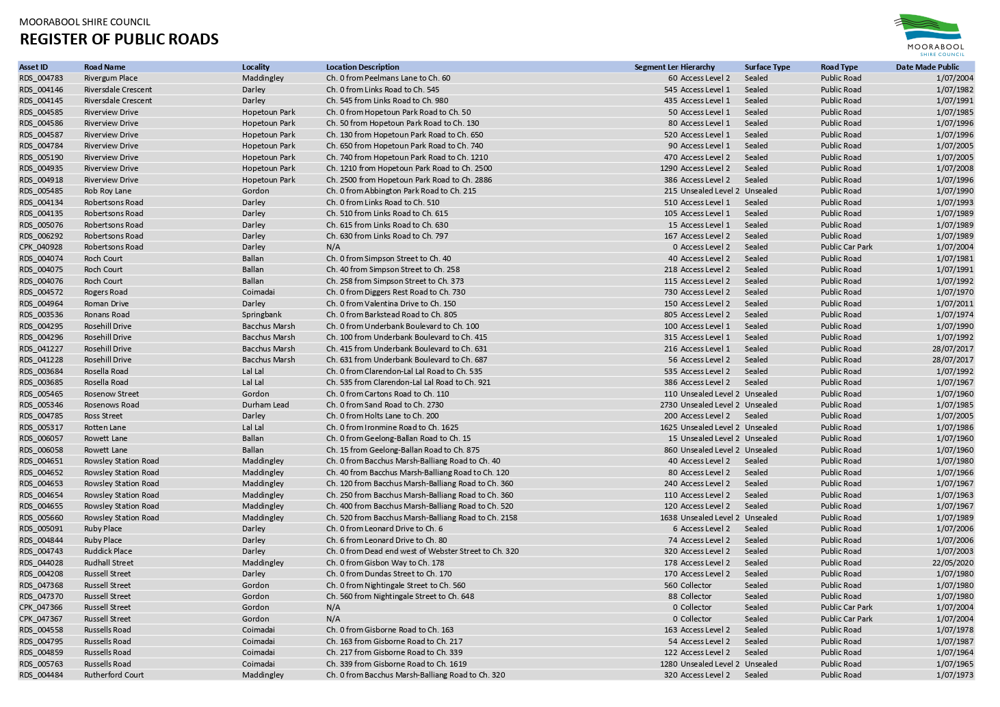 MOORABOOL SHIRE COUNCIL
REGISTER OF PUBLIC ROADS
MOORABOOL
SHIRE COUNCIL
Asset ID Road Name Locality Location Description Segment Len Hierarchy Surface Type Road Type Date Made Public
RDS_004783 Rivergum Place Maddingley Ch. 0 from Peelmans Lane to Ch. 60 60 Access Level 2 Sealed Public Road 1/07/2004
RDS_004146 Riversdale Crescent Darley Ch. 0 from Links Road to Ch. 545 545 Access Level 1 Sealed Public Road 1/07/1982
RDS_004145 Riversdale Crescent Darley Ch. 545 from Links Road to Ch. 980 435 Access Level 1 Sealed Public Road 1/07/1991
RDS_004585 Riverview Drive Hopetoun Park Ch. 0 from Hopetoun Park Road to Ch. 50 50 Access Level 1 Sealed Public Road 1/07/1985
RDS_004586 Riverview Drive Hopetoun Park Ch. 50 from Hopetoun Park Road to Ch. 130 80 Access Level 1 Sealed Public Road 1/07/1996
RDS_004587 Riverview Drive Hopetoun Park Ch. 130 from Hopetoun Park Road to Ch. 650 520 Access Level 1 Sealed Public Road 1/07/1996
RDS_004784 Riverview Drive Hopetoun Park Ch. 650 from Hopetoun Park Road to Ch. 740 90 Access Level 1 Sealed Public Road 1/07/2005
RDS_005190 Riverview Drive Hopetoun Park Ch. 740 from Hopetoun Park Road to Ch. 1210 470 Access Level 2 Sealed Public Road 1/07/2005
RDS_004935 Riverview Drive Hopetoun Park Ch. 1210 from Hopetoun Park Road to Ch. 2500 1290 Access Level 2 Sealed Public Road 1/07/2008
RDS_004918 Riverview Drive Hopetoun Park Ch. 2500 from Hopetoun Park Road to Ch. 2886 386 Access Level 2 Sealed Public Road 1/07/1996
RDS_005485 Rob Roy Lane Gordon Ch. 0 from Abbington Park Road to Ch. 215 215 Unsealed Level 2 Unsealed Public Road 1/07/1990
RDS_004134 Robertsons Road Darley Ch. 0 from Links Road to Ch. 510 510 Access Level 1 Sealed Public Road 1/07/1993
RDS_004135 Robertsons Road Darley Ch. 510 from Links Road to Ch. 615 105 Access Level 1 Sealed Public Road 1/07/1989
RDS_005076 Robertsons Road Darley Ch. 615 from Links Road to Ch. 630 15 Access Level 1 Sealed Public Road 1/07/1989
RDS_006292 Robertsons Road Darley Ch. 630 from Links Road to Ch. 797 167 Access Level 2 Sealed Public Road 1/07/1989
CPK_040928 Robertsons Road Darley N/A 0 Access Level 2 Sealed Public Car Park 1/07/2004
RDS_004074 Roch Court Ballan Ch. 0 from Simpson Street to Ch. 40 40 Access Level 2 Sealed Public Road 1/07/1981
RDS_004075 Roch Court Ballan Ch. 40 from Simpson Street to Ch. 258 218 Access Level 2 Sealed Public Road 1/07/1991
RDS_004076 Roch Court Ballan Ch. 258 from Simpson Street to Ch. 373 115 Access Level 2 Sealed Public Road 1/07/1992
RDS_004572 Rogers Road Coimadai Ch. 0 from Diggers Rest Road to Ch. 730 730 Access Level 2 Sealed Public Road 1/07/1970
RDS_004964 Roman Drive Darley Ch. 0 from Valentina Drive to Ch. 150 150 Access Level 2 Sealed Public Road 1/07/2011
RDS_003536 Ronans Road Springbank Ch. 0 from Barkstead Road to Ch. 805 805 Access Level 2 Sealed Public Road 1/07/1974
RDS_004295 Rosehill Drive Bacchus Marsh Ch. 0 from Underbank Boulevard to Ch. 100 100 Access Level 1 Sealed Public Road 1/07/1990
RDS_004296 Rosehill Drive Bacchus Marsh Ch. 100 from Underbank Boulevard to Ch. 415 315 Access Level 1 Sealed Public Road 1/07/1992
RDS_041227 Rosehill Drive Bacchus Marsh Ch. 415 from Underbank Boulevard to Ch. 631 216 Access Level 1 Sealed Public Road 28/07/2017
RDS_041228 Rosehill Drive Bacchus Marsh Ch. 631 from Underbank Boulevard to Ch. 687 56 Access Level 2 Sealed Public Road 28/07/2017
RDS_003684 Rosella Road Lal Lal Ch. 0 from Clarendon-Lal Lal Road to Ch. 535 535 Access Level 2 Sealed Public Road 1/07/1992
RDS_003685 Rosella Road Lal Lal Ch. 535 from Clarendon-Lal Lal Road to Ch. 921 386 Access Level 2 Sealed Public Road 1/07/1967
RDS_005465 Rosenow Street Gordon Ch. 0 from Cartons Road to Ch. 110 110 Unsealed Level 2 Unsealed Public Road 1/07/1960
RDS_005346 Rosenows Road Durham Lead Ch. 0 from Sand Road to Ch. 2730 2730 Unsealed Level 2 Unsealed Public Road 1/07/1985
RDS_004785 Ross Street Darley Ch. 0 from Holts Lane to Ch. 200 200 Access Level 2 Sealed Public Road 1/07/2005
RDS_005317 Rotten Lane Lal Lal Ch. 0 from Ironmine Road to Ch. 1625 1625 Unsealed Level 2 Unsealed Public Road 1/07/1986
RDS_006057 Rowett Lane Ballan Ch. 0 from Geelong-Ballan Road to Ch. 15 15 Unsealed Level 2 Unsealed Public Road 1/07/1960
RDS_006058 Rowett Lane Ballan Ch. 15 from Geelong-Ballan Road to Ch. 875 860 Unsealed Level 2 Unsealed Public Road 1/07/1960
RDS_004651 Rowsley Station Road Maddingley Ch. 0 from Bacchus Marsh-Balliang Road to Ch. 40 40 Access Level 2 Sealed Public Road 1/07/1980
RDS_004652 Rowsley Station Road Maddingley Ch. 40 from Bacchus Marsh-Balliang Road to Ch. 120 80 Access Level 2 Sealed Public Road 1/07/1966
RDS_004653 Rowsley Station Road Maddingley Ch. 120 from Bacchus Marsh-Balliang Road to Ch. 360 240 Access Level 2 Sealed Public Road 1/07/1967
RDS_004654 Rowsley Station Road Maddingley Ch. 250 from Bacchus Marsh-Balliang Road to Ch. 360 110 Access Level 2 Sealed Public Road 1/07/1963
RDS_004655 Rowsley Station Road Maddingley Ch. 400 from Bacchus Marsh-Balliang Road to Ch. 520 120 Access Level 2 Sealed Public Road 1/07/1967
RDS_005660 Rowsley Station Road Maddingley Ch. 520 from Bacchus Marsh-Balliang Road to Ch. 2158 1638 Unsealed Level 2 Unsealed Public Road 1/07/1989
RDS_005091 Ruby Place Darley Ch. 0 from Leonard Drive to Ch. 6 6 Access Level 2 Sealed Public Road 1/07/2006
RDS_004844 Ruby Place Darley Ch. 6 from Leonard Drive to Ch. 80 74 Access Level 2 Sealed Public Road 1/07/2006
RDS_004743 Ruddick Place Darley Ch. 0 from Dead end west of Webster Street to Ch. 320 320 Access Level 2 Sealed Public Road 1/07/2003
RDS_044028 Rudhall Street Maddingley Ch. 0 from Gisbon Way to Ch. 178 178 Access Level 2 Sealed Public Road 22/05/2020
RDS_004208 Russell Street Darley Ch. 0 from Dundas Street to Ch. 170 170 Access Level 2 Sealed Public Road 1/07/1980
RDS_047368 Russell Street Gordon Ch. 0 from Nightingale Street to Ch. 560 560 Collector Sealed Public Road 1/07/1980
RDS_047370 Russell Street Gordon Ch. 560 from Nightingale Street to Ch. 648 88 Collector Sealed Public Road 1/07/1980
CPK_047366 Russell Street Gordon N/A 0 Collector Sealed Public Car Park 1/07/2004
CPK_047367 Russell Street Gordon N/A 0 Collector Sealed Public Car Park 1/07/2004
RDS_004558 Russells Road Coimadai Ch. 0 from Gisborne Road to Ch. 163 163 Access Level 2 Sealed Public Road 1/07/1978
RDS_004795 Russells Road Coimadai Ch. 163 from Gisborne Road to Ch. 217 54 Access Level 2 Sealed Public Road 1/07/1987
RDS_004859 Russells Road Coimadai Ch. 217 from Gisborne Road to Ch. 339 122 Access Level 2 Sealed Public Road 1/07/1964
RDS_005763 Russells Road Coimadai Ch. 339 from Gisborne Road to Ch. 1619 1280 Unsealed Level 2 Unsealed Public Road 1/07/1965
RDS_004484 Rutherford Court Maddingley Ch. 0 from Bacchus Marsh-Balliang Road to Ch. 320 320 Access Level 2 Sealed Public Road 1/07/1973